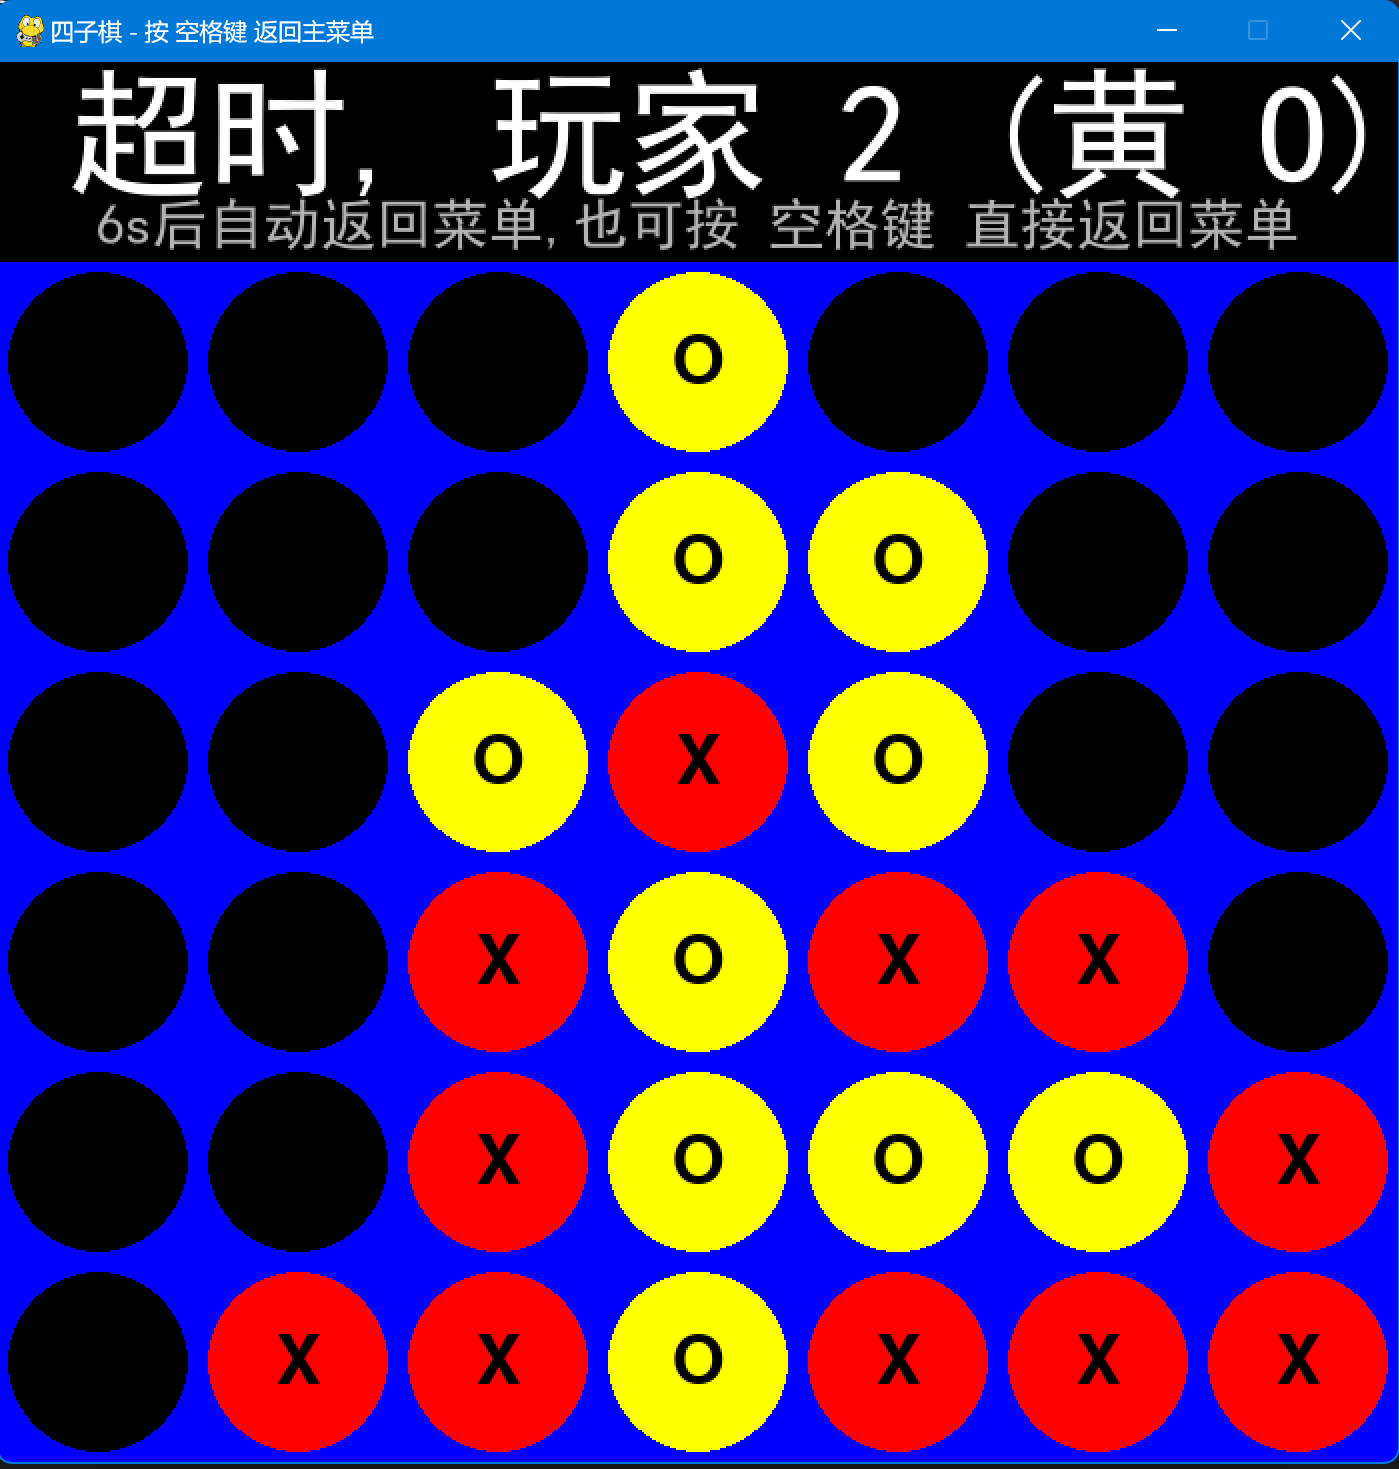 四子棋 - 按 空格键 返回主菜单
超时, 玩家 2 (黄 O)
6s后自动返回菜单, 也可按 空格键 直接返回菜单
O
O O
O X O
X O X X
X O O O X
X X O X X X